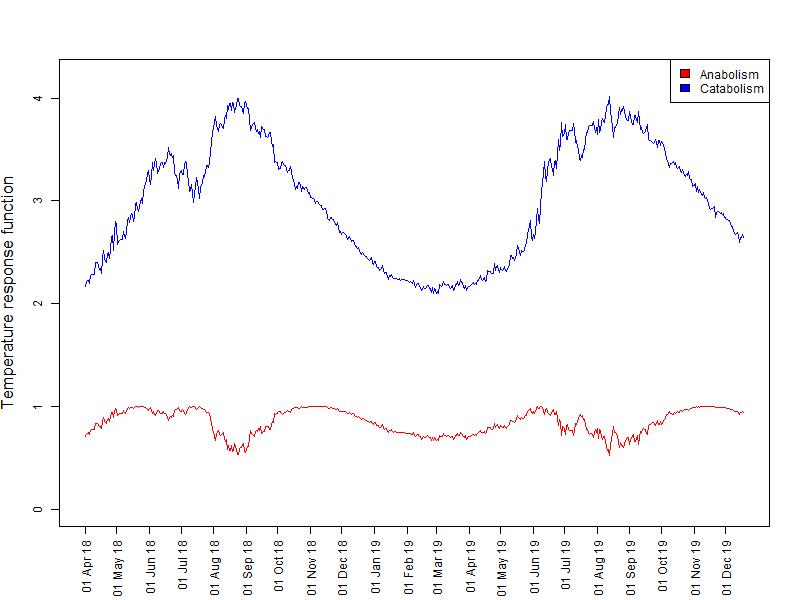 Anabolism
Catabolism
Temperature response function
4
3
2
1
0
01 Apr 18
01 May 18
01 Jun 18
01 Jul 18
01 Aug 18
01 Sep 18
01 Oct 18
01 Nov 18
01 Dec 18
01 Jan 19
01 Feb 19
01 Mar 19
01 Apr 19
01 May 19
01 Jun 19
01 Jul 19
01 Aug 19
01 Sep 19
01 Oct 19
01 Nov 19
01 Dec 19